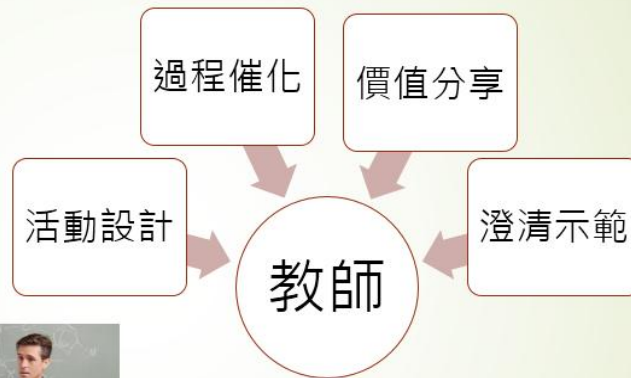 過程催化
價值分享
活動設計
澄清示範
教師